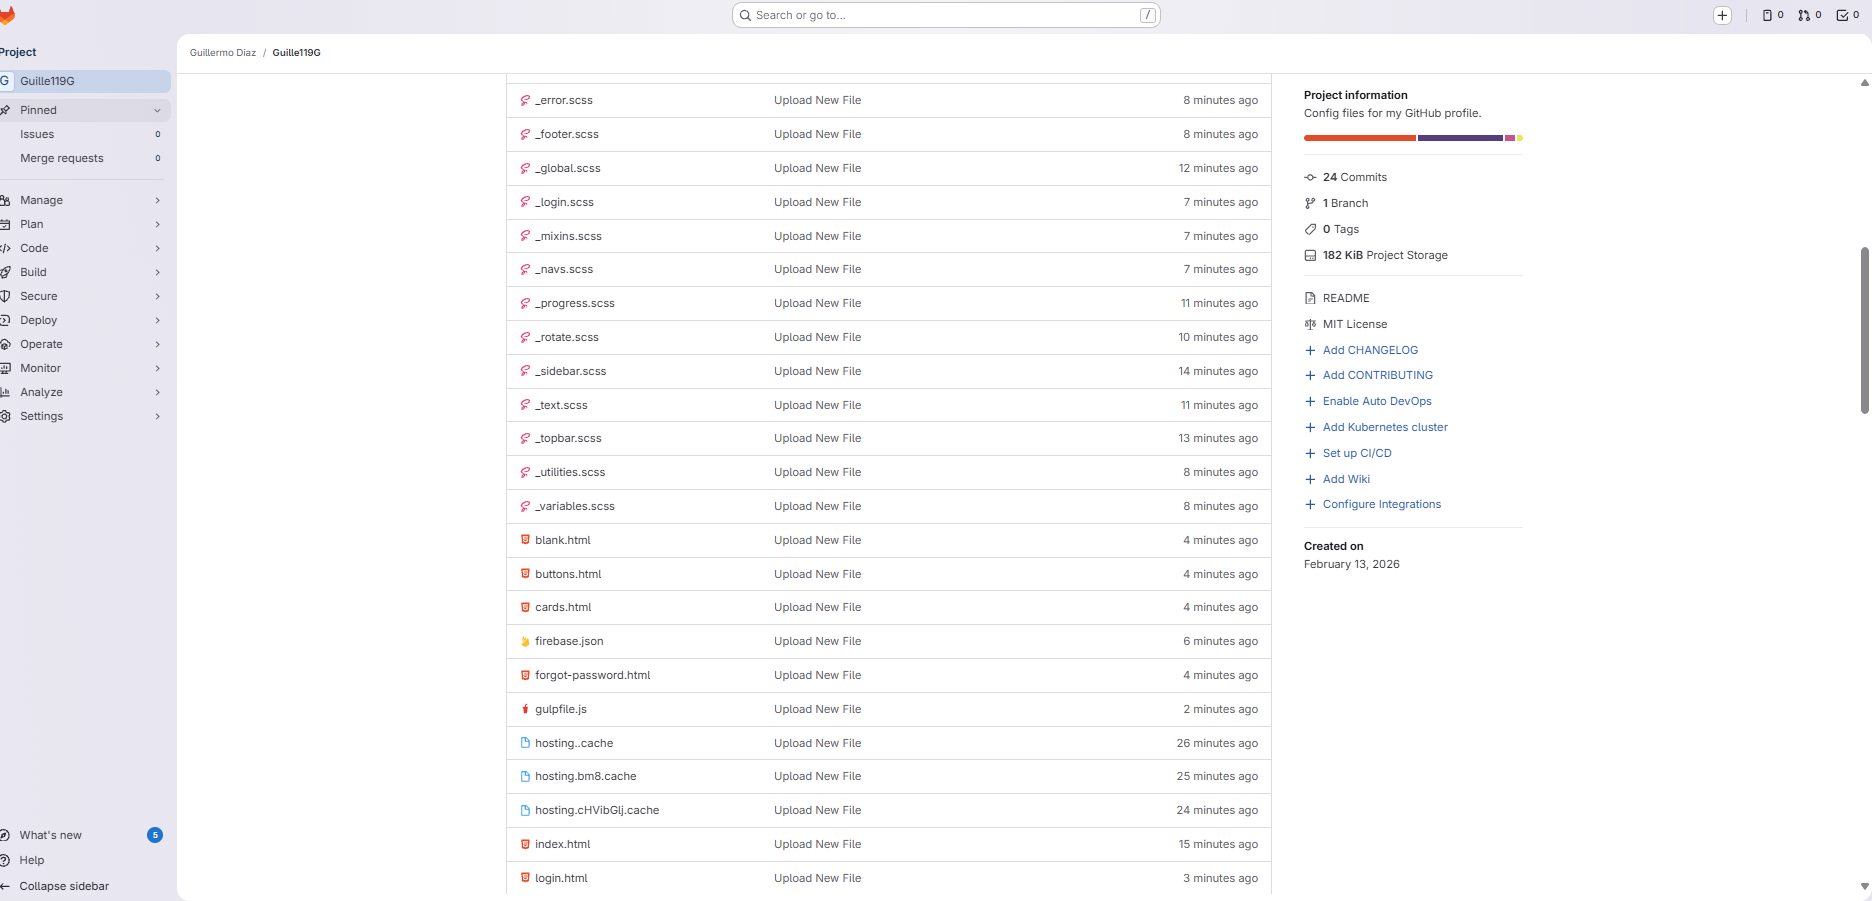 Search or go to... /
0 0 0
Project
Guillermo Diaz / Guille119G
G Guille119G
Pinned
Issues 0
Merge requests 0
Manage
Plan
Code
Build
Secure
Deploy
Operate
Monitor
Analyze
Settings
What's new 5
Help
Collapse sidebar
_error.scss Upload New File 8 minutes ago
_footer.scss Upload New File 8 minutes ago
_global.scss Upload New File 12 minutes ago
_login.scss Upload New File 7 minutes ago
_mixins.scss Upload New File 7 minutes ago
_navs.scss Upload New File 7 minutes ago
_progress.scss Upload New File 11 minutes ago
_rotate.scss Upload New File 10 minutes ago
_sidebar.scss Upload New File 14 minutes ago
_text.scss Upload New File 11 minutes ago
_topbar.scss Upload New File 13 minutes ago
_utilities.scss Upload New File 8 minutes ago
_variables.scss Upload New File 8 minutes ago
blank.html Upload New File 4 minutes ago
buttons.html Upload New File 4 minutes ago
cards.html Upload New File 4 minutes ago
firebase.json Upload New File 6 minutes ago
forgot-password.html Upload New File 4 minutes ago
gulpfile.js Upload New File 2 minutes ago
hosting..cache Upload New File 26 minutes ago
hosting.bm8.cache Upload New File 25 minutes ago
hosting.cHVibGlj.cache Upload New File 24 minutes ago
index.html Upload New File 15 minutes ago
login.html Upload New File 3 minutes ago
Project information
Config files for my GitHub profile.
24 Commits
1 Branch
0 Tags
182 KiB Project Storage
README
MIT License
Add CHANGELOG
Add CONTRIBUTING
Enable Auto DevOps
Add Kubernetes cluster
Set up CI/CD
Add Wiki
Configure Integrations
Created on
February 13, 2026